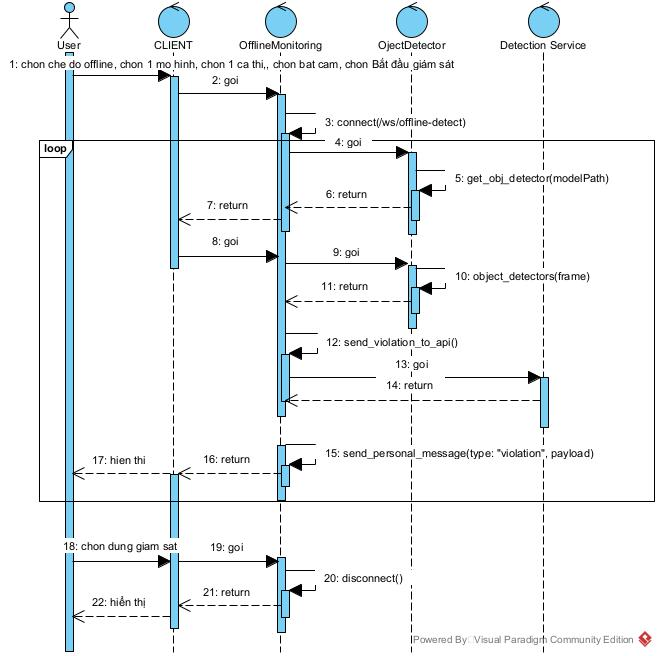 User
CLIENT
OfflineMonitoring
OjectDetector
Detection Service
1: chon che do offline, chon 1 mo hinh, chon 1 ca thi,, chon bat cam, chon Bắt đầu giám sát
2: goi
3: connect(/ws/offline-detect)
loop
4: goi
5: get_obj_detector(modelPath)
6: return
7: return
8: goi
9: goi
10: object_detectors(frame)
11: return
12: send_violation_to_api()
13: goi
14: return
15: send_personal_message(type: "violation", payload)
16: return
17: hien thi
18: chon dung giam sat
19: goi
20: disconnect()
21: return
22: hiển thị
Powered By Visual Paradigm Community Edition